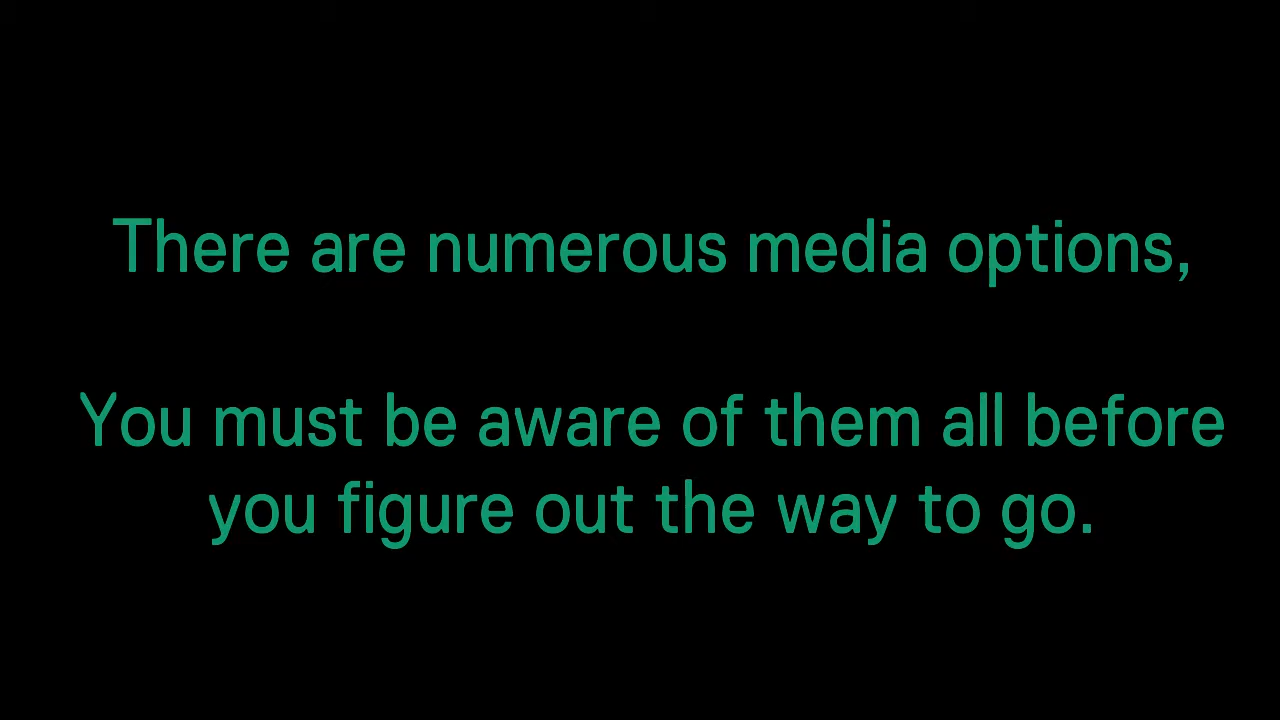 There are numerous media options,
You must be aware of them all before
you figure out the way to go.